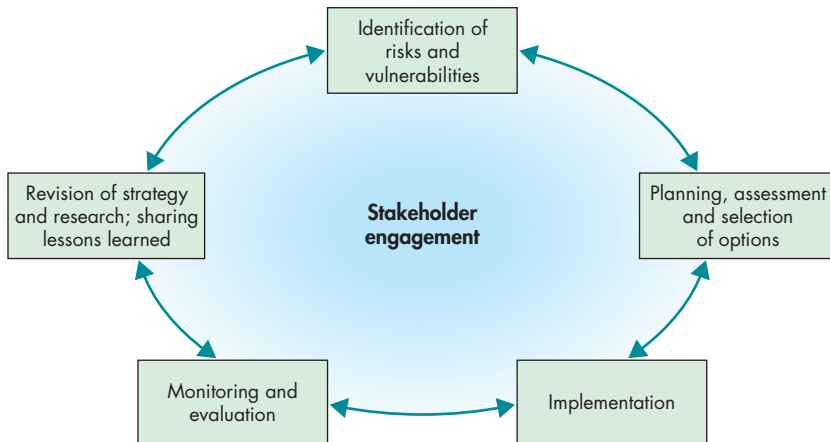 Identification of
risks and
vulnerabilities
Planning, assessment
and selection
of options
Implementation
Monitoring and
evaluation
Revision of strategy
and research; sharing
lessons learned
Stakeholder
engagement